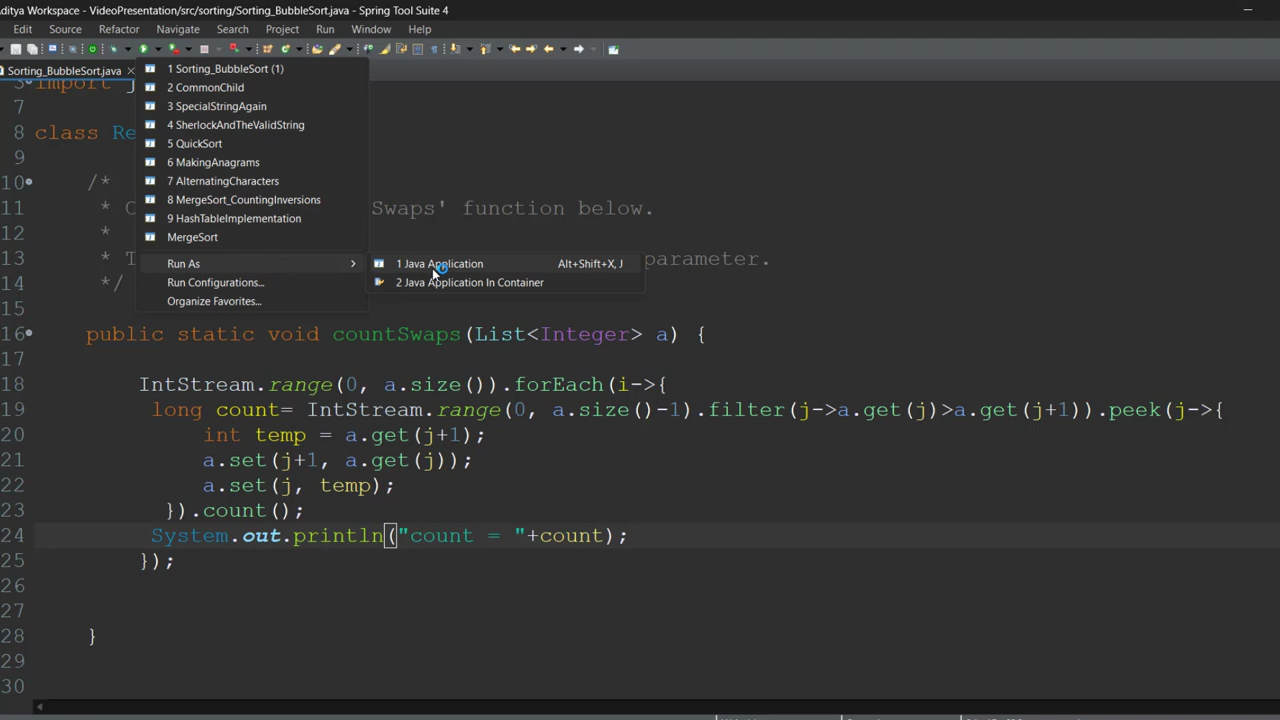 Aditya Workspace - VideoPresentation/src/sorting/Sorting_BubbleSort.java - Spring Tool Suite 4
Edit Source Refactor Navigate Search Project Run Window Help
Sorting_BubbleSort.java
1 Sorting_BubbleSort (1)
2 CommonChild
3 SpecialStringAgain
4 SherlockAndTheValidString
5 QuickSort
6 MakingAnagrams
7 AlternatingCharacters
8 MergeSort_CountingInversions
9 HashTableImplementation
MergeSort
Run As
Run Configurations...
Organize Favorites...
1 Java Application Alt+Shift+X, J
2 Java Application In Container
import j
7
8 class Re
9
10 /*
11 * C Swaps' function below.
12 *
13 * T parameter.
14 */
15
16 public static void countSwaps(List<Integer> a) {
17
18 IntStream.range(0, a.size()).forEach(i->{
19 long count= IntStream.range(0, a.size()-1).filter(j->a.get(j)>a.get(j+1)).peek(j->{
20 int temp = a.get(j+1);
21 a.set(j+1, a.get(j));
22 a.set(j, temp);
23 }).count();
24 System.out.println("count = "+count);
25 });
26
27
28 }
29
30